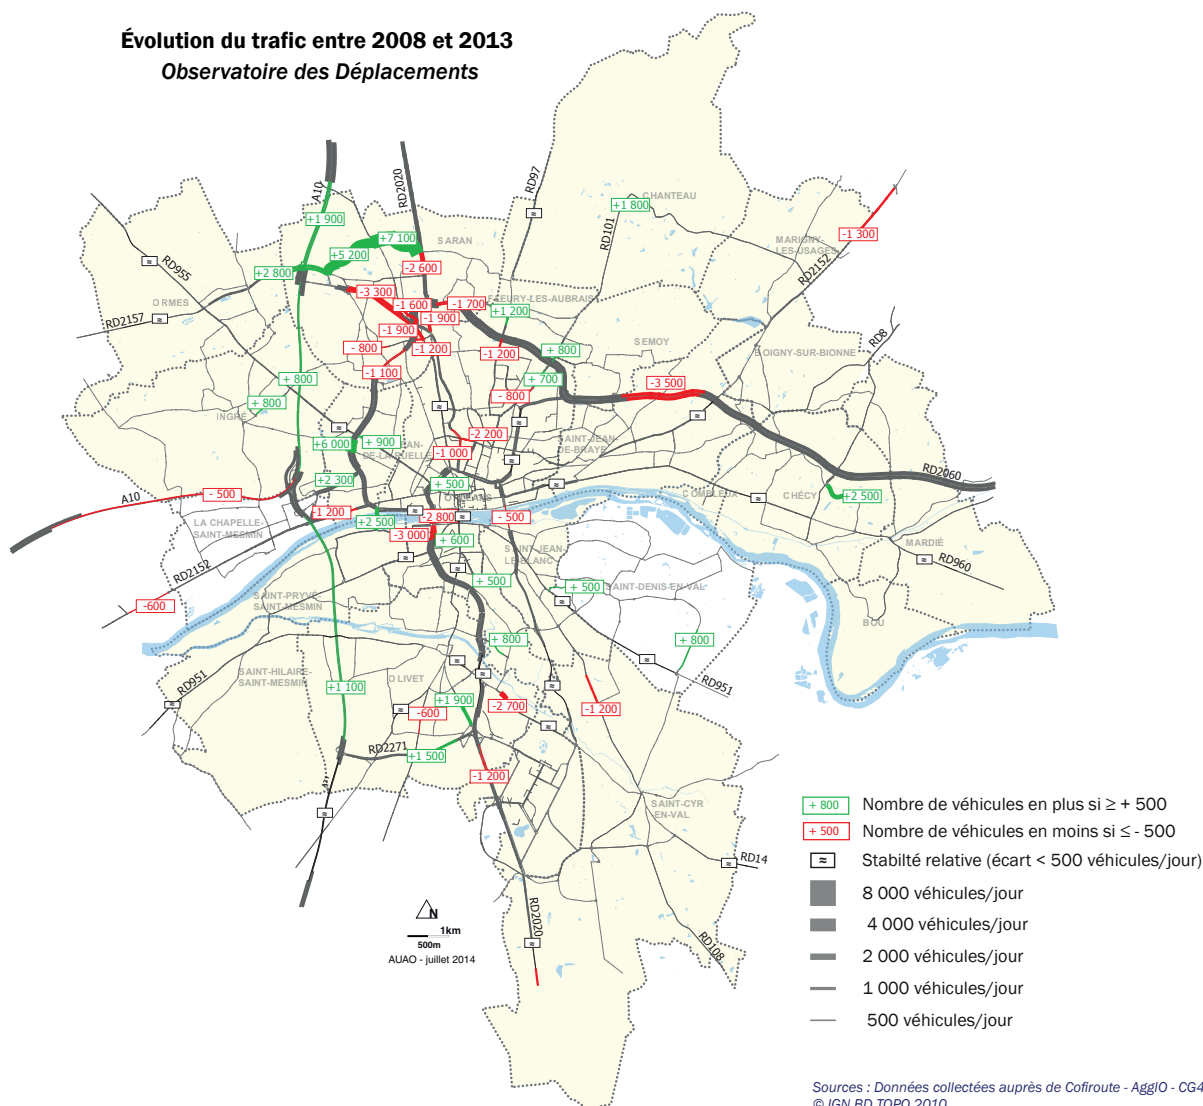 Évolution du trafic entre 2008 et 2013
Observatoire des Déplacements
A10
RD2020
RD97
CHANTEAU
+1 800
RD101
+1 900
+7 100
SARAN
+5 200
+2 800
-2 600
MARIGNY-
LES-USAGES
-1 300
RD2152
RD955
ORMES
RD2157
-3 300
-1 600
-1 700
FLEURY-LES-AUBRAIS
+1 200
-1 900
-1 900
- 800
-1 200
-1 200
+ 800
SEMOY
BOIGNY-SUR-BIONNE
RD8
-1 100
+ 800
+ 700
-3 500
- 800
+ 800
INGRÉ
+6 000
+ 900
-2 200
-1 000
SAINT-JEAN-
DE-BRAYE
DE-LA-RUELLE
+2 300
+ 500
ORLÉANS
RD2060
A10
- 500
COMBLEUX
CHÉCY
+2 500
LA CHAPELLE-
SAINT-MESMIN
-1 200
+2 500
-2 800
- 500
-3 000
+ 600
SAINT-JEAN-
LE-BLANC
MARDIÉ
RD960
RD2152
-600
SAINT-PRYVÉ-
SAINT-MESMIN
+ 500
+ 500
SAINT-DENIS-EN-VAL
BOU
+ 800
+ 800
RD951
SAINT-HILAIRE-
SAINT-MESMIN
RD951
OLIVET
+1 100
+1 900
-600
-2 700
-1 200
RD2271
+1 500
-1 200
SAINT-CYR
EN-VAL
RD14
RD2020
RD108
N
1km
500m
AUAO - juillet 2014
+ 800 Nombre de véhicules en plus si ≥ + 500
+ 500 Nombre de véhicules en moins si ≤ - 500
≈ Stabilté relative (écart < 500 véhicules/jour)
8 000 véhicules/jour
4 000 véhicules/jour
2 000 véhicules/jour
1 000 véhicules/jour
500 véhicules/jour
Sources : Données collectées auprès de Cofiroute - AgglO - CG4
© IGN BD TOPO 2010